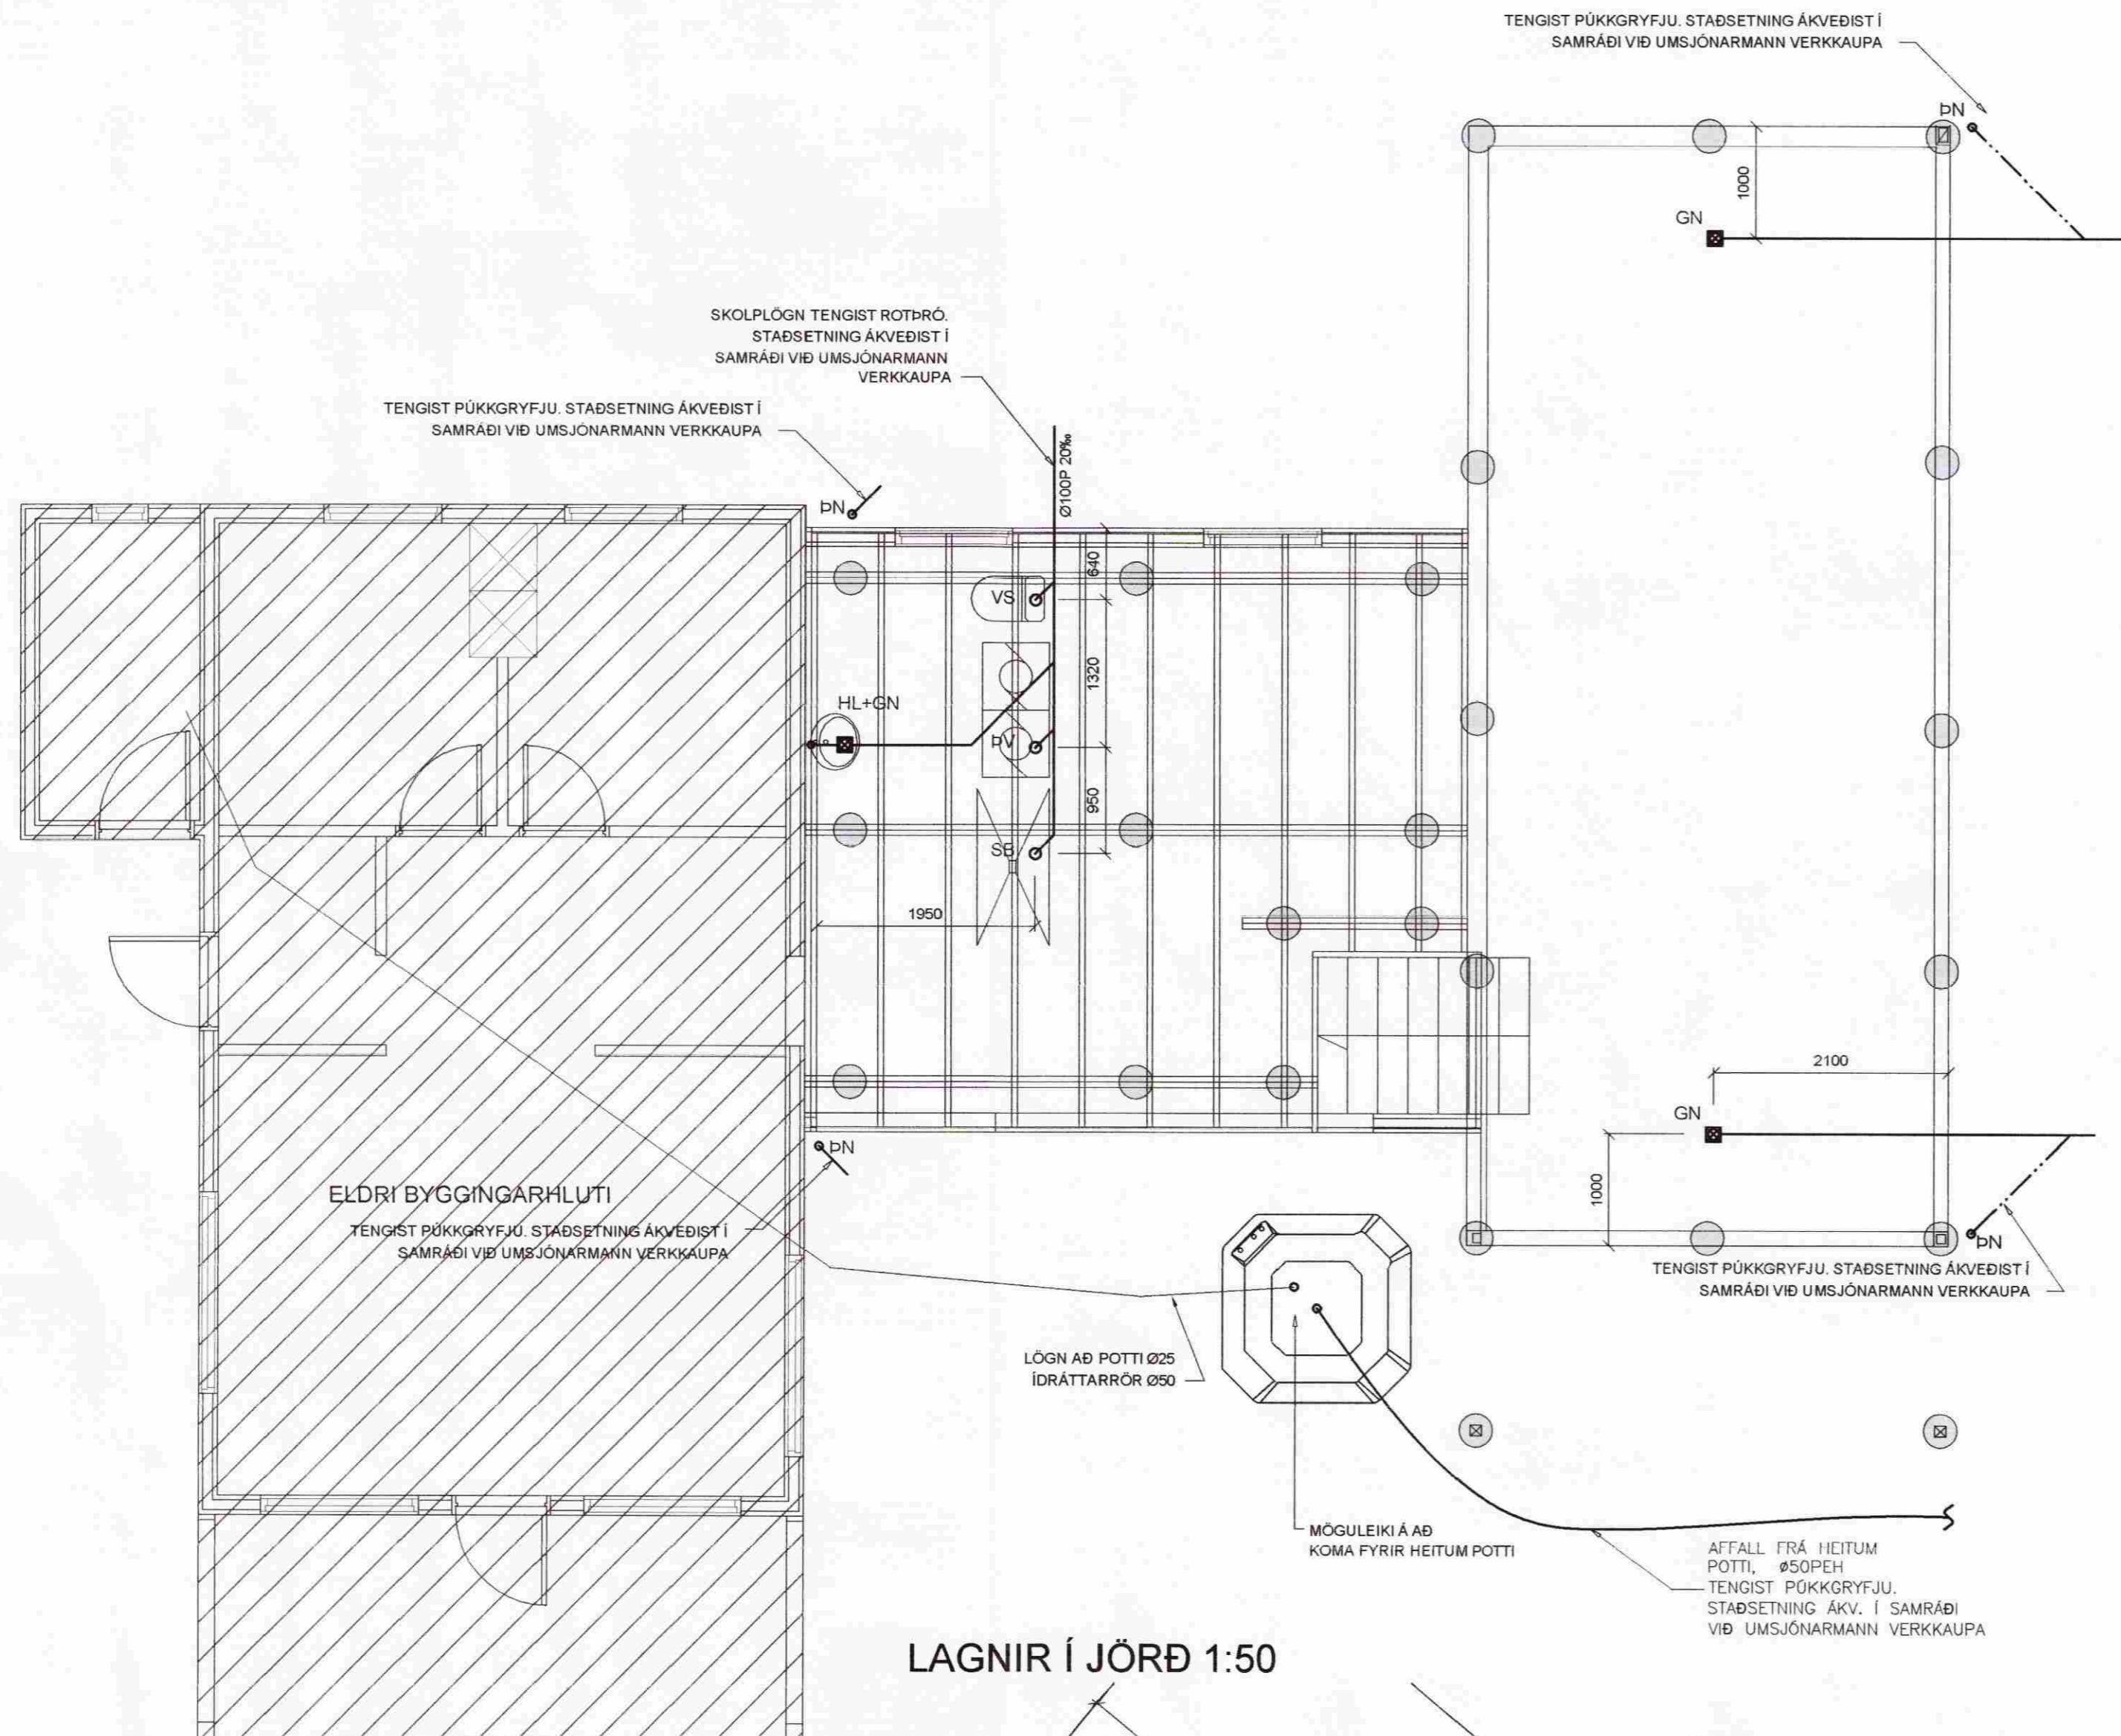 TENGIST PÚKKGRYFJU. STAÐSETNING ÁKVEÐIST Í
SAMRÁÐI VIÐ UMSJÓNARMANN VERKKAUPA
ÞN
1000
GN
SKOLPLÖGN TENGIST ROTÞRÓ.
STAÐSETNING ÁKVEÐIST Í
SAMRÁÐI VIÐ UMSJÓNARMANN
VERKKAUPA
TENGIST PÚKKGRYFJU. STAÐSETNING ÁKVEÐIST Í
SAMRÁÐI VIÐ UMSJÓNARMANN VERKKAUPA
Ø100P 20‰
ÞN
640
VS
1320
HL+GN
ÞV
950
SB
1950
2100
GN
1000
ÞN
ELDRI BYGGINGARHLUTI
TENGIST PÚKKGRYFJU. STAÐSETNING ÁKVEÐIST Í
SAMRÁÐI VIÐ UMSJÓNARMANN VERKKAUPA
ÞN
TENGIST PÚKKGRYFJU. STAÐSETNING ÁKVEÐIST Í
SAMRÁÐI VIÐ UMSJÓNARMANN VERKKAUPA
LÖGN AÐ POTTI Ø25
ÍDRÁTTARRÖR Ø50
MÖGULEIKI Á AÐ
KOMA FYRIR HEITUM POTTI
AFFALL FRÁ HEITUM
POTTI, ø50PEH
TENGIST PÚKKGRYFJU.
STAÐSETNING ÁKV. Í SAMRÁÐI
VIÐ UMSJÓNARMANN VERKKAUPA
LAGNIR Í JÖRÐ 1:50